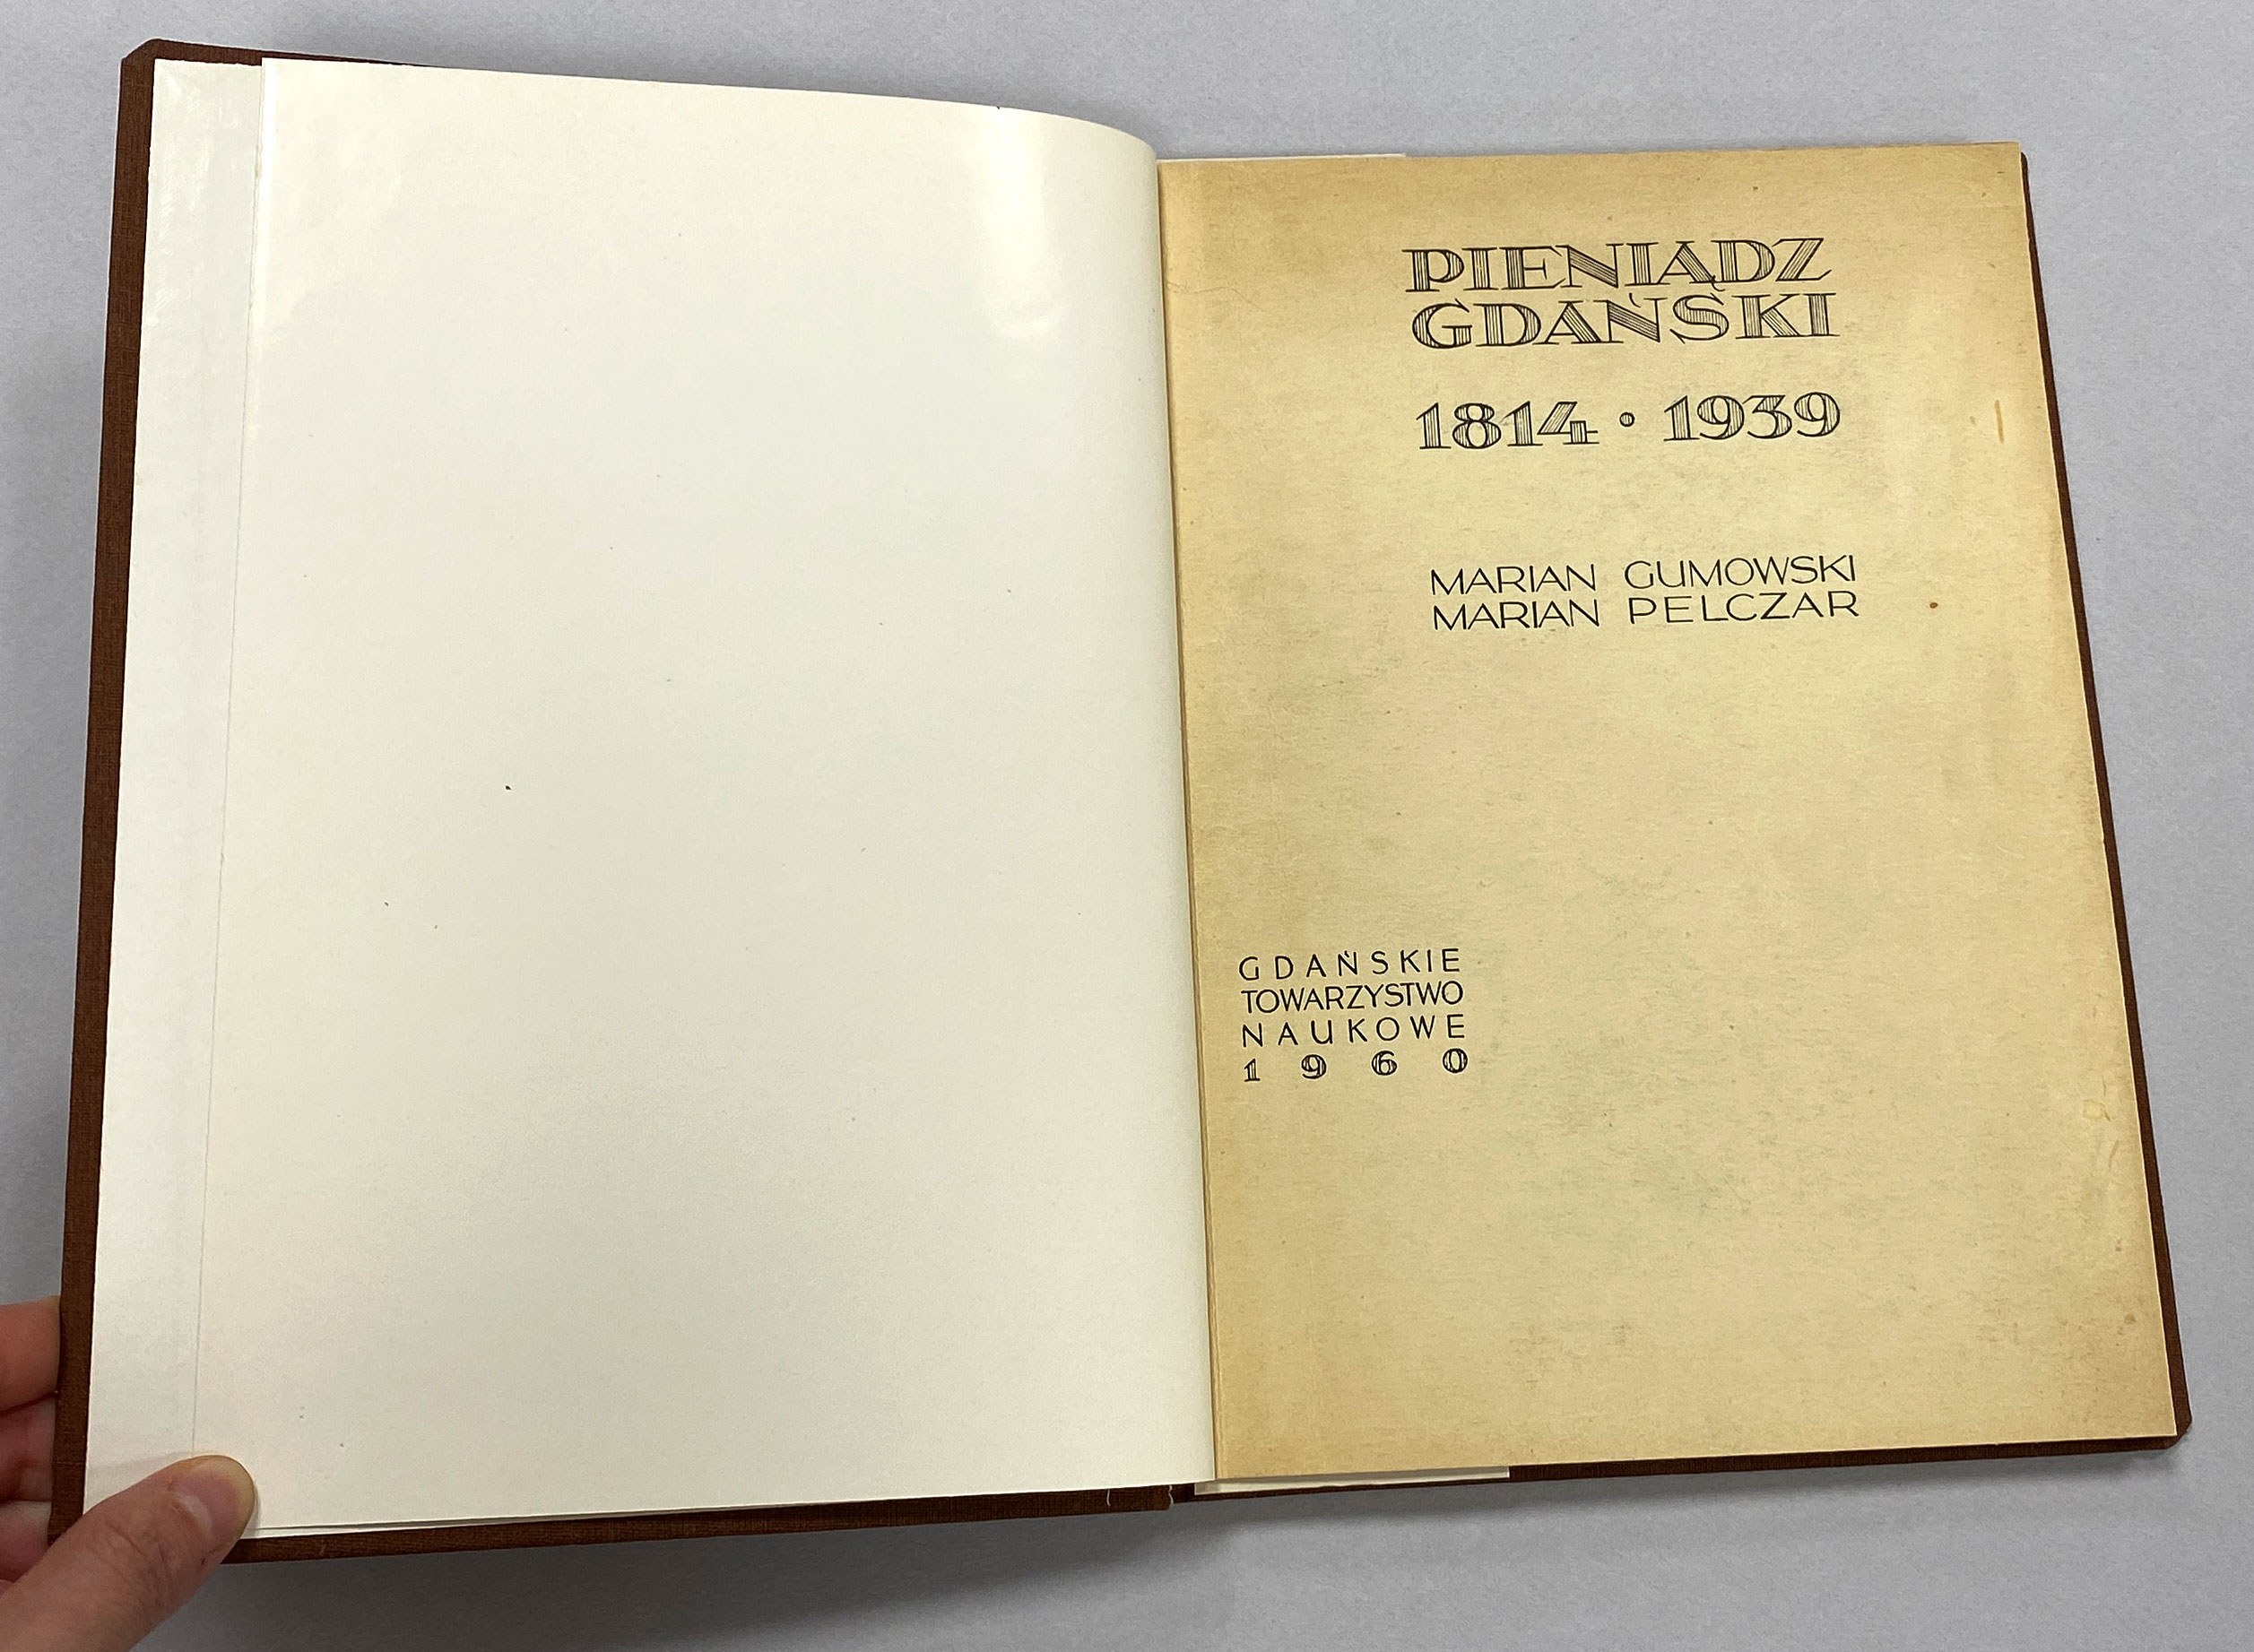 PIENIĄDZ
GDAŃSKI
1814 • 1939
MARIAN GUMOWSKI
MARIAN PELCZAR
GDAŃSKIE
TOWARZYSTWO
NAUKOWE
1960